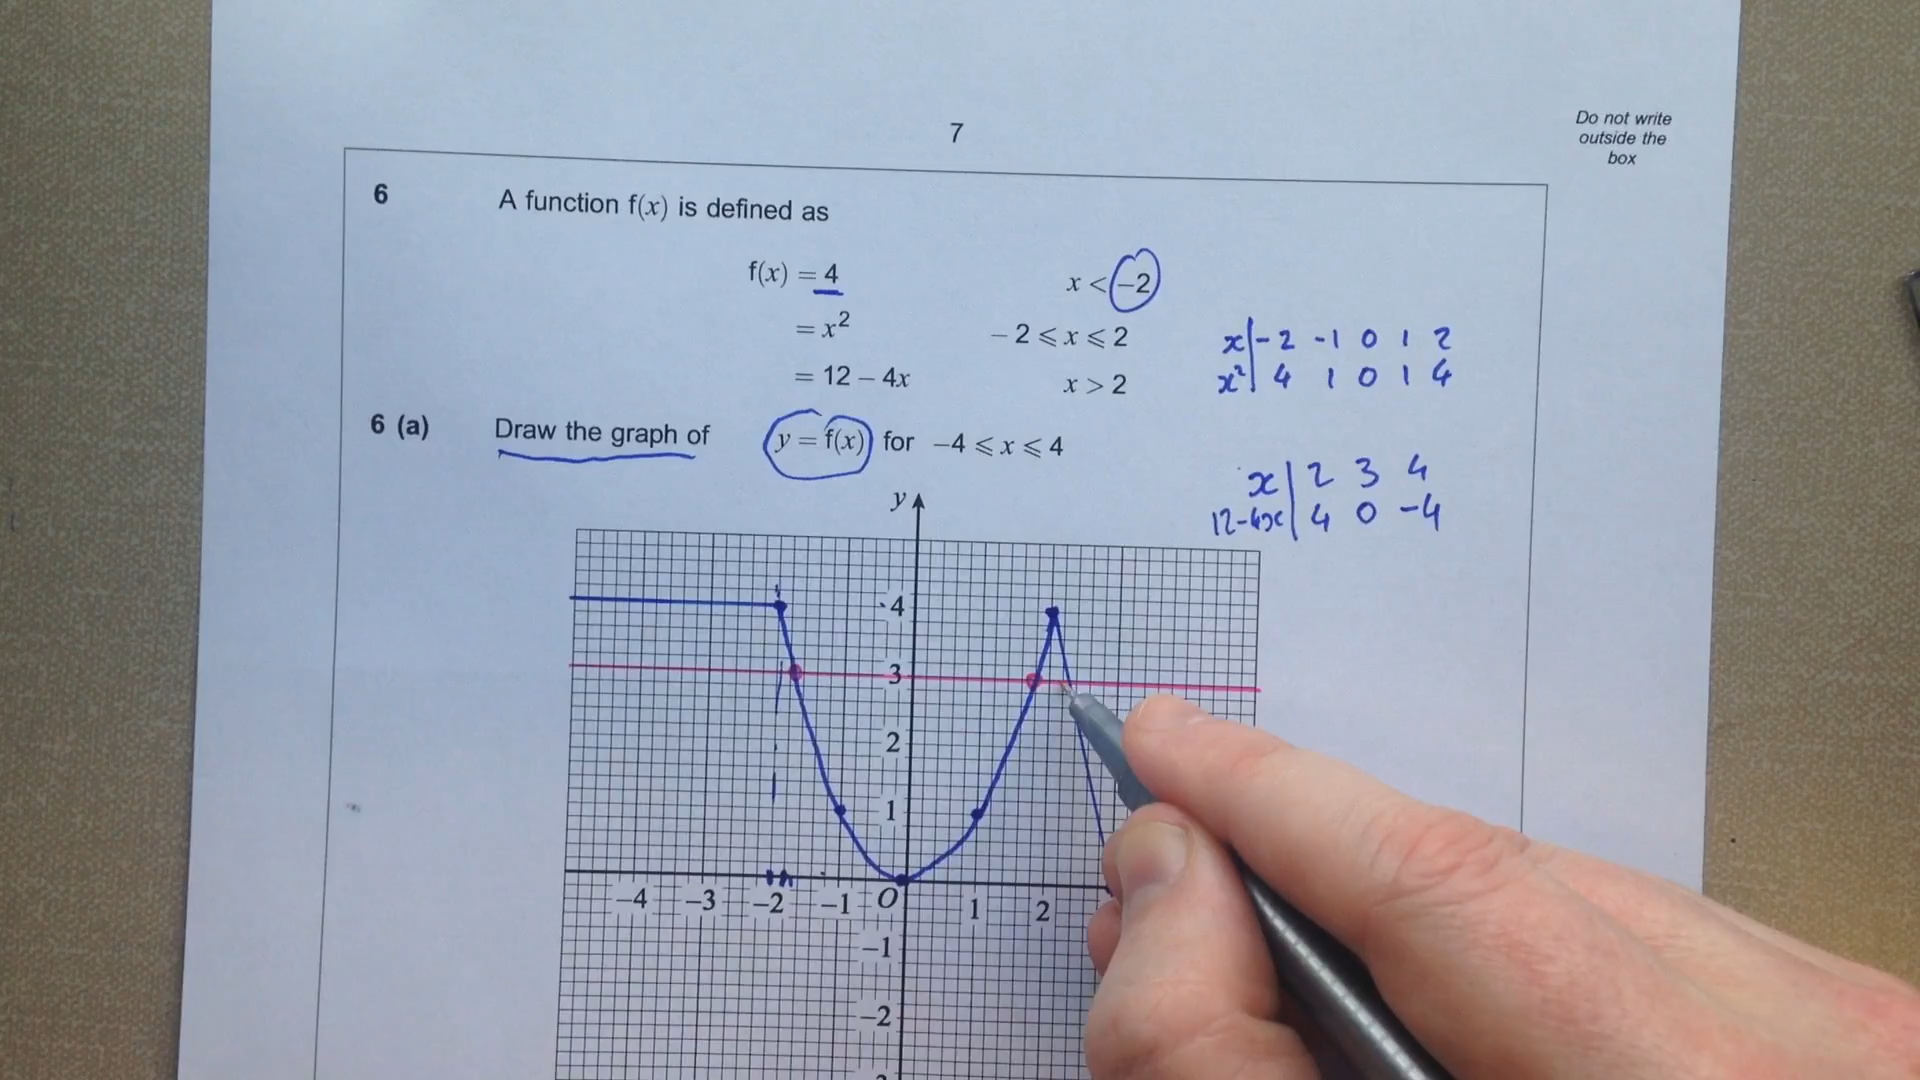 7
Do not write
outside the
box
6 A function f(x) is defined as
f(x) = 4 x < −2
= x² −2 ⩽ x ⩽ 2
= 12 − 4x x > 2
x | -2 -1 0 1 2
x² | 4 1 0 1 4
6 (a) Draw the graph of y = f(x) for −4 ⩽ x ⩽ 4
x | 2 3 4
12-4x | 4 0 -4
y
4
3
2
1
−4 −3 −2 −1 O 1 2
−1
−2